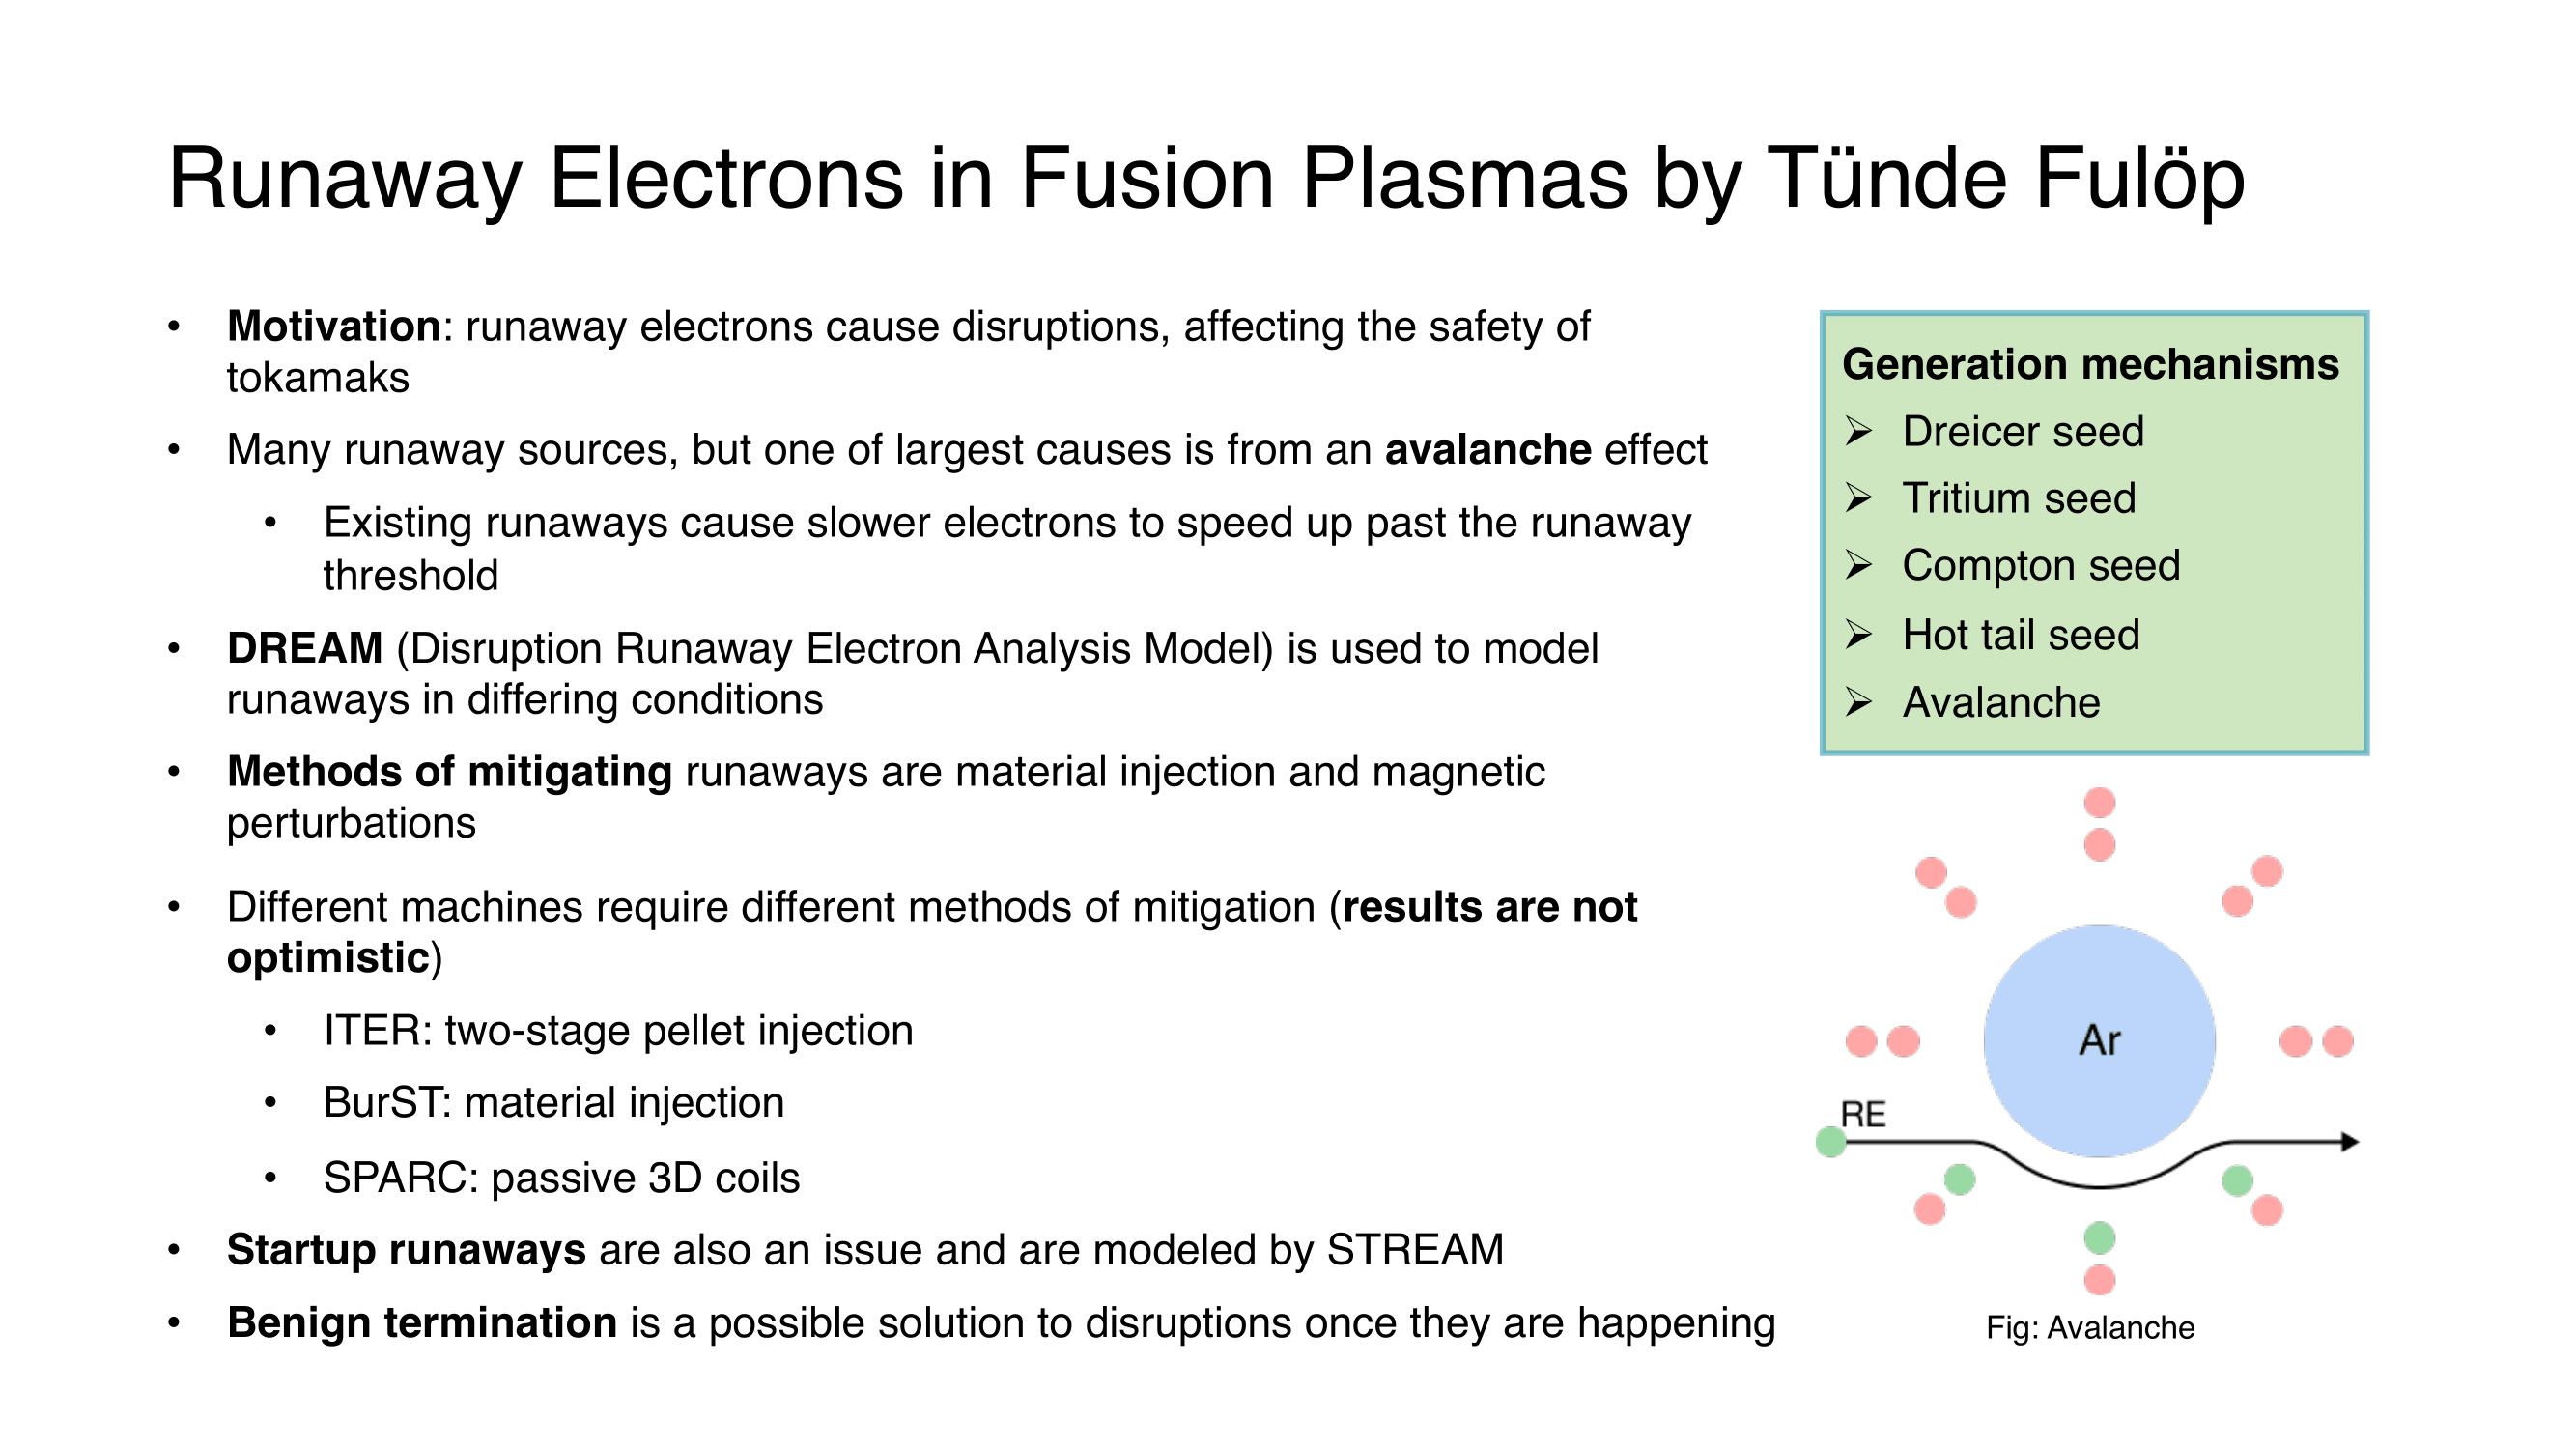 Runaway Electrons in Fusion Plasmas by Tünde Fulöp
• Motivation: runaway electrons cause disruptions, affecting the safety of
tokamaks
• Many runaway sources, but one of largest causes is from an avalanche effect
• Existing runaways cause slower electrons to speed up past the runaway
threshold
• DREAM (Disruption Runaway Electron Analysis Model) is used to model
runaways in differing conditions
• Methods of mitigating runaways are material injection and magnetic
perturbations
• Different machines require different methods of mitigation (results are not
optimistic)
• ITER: two-stage pellet injection
• BurST: material injection
• SPARC: passive 3D coils
• Startup runaways are also an issue and are modeled by STREAM
• Benign termination is a possible solution to disruptions once they are happening
Generation mechanisms
➢ Dreicer seed
➢ Tritium seed
➢ Compton seed
➢ Hot tail seed
➢ Avalanche
Ar
RE
Fig: Avalanche